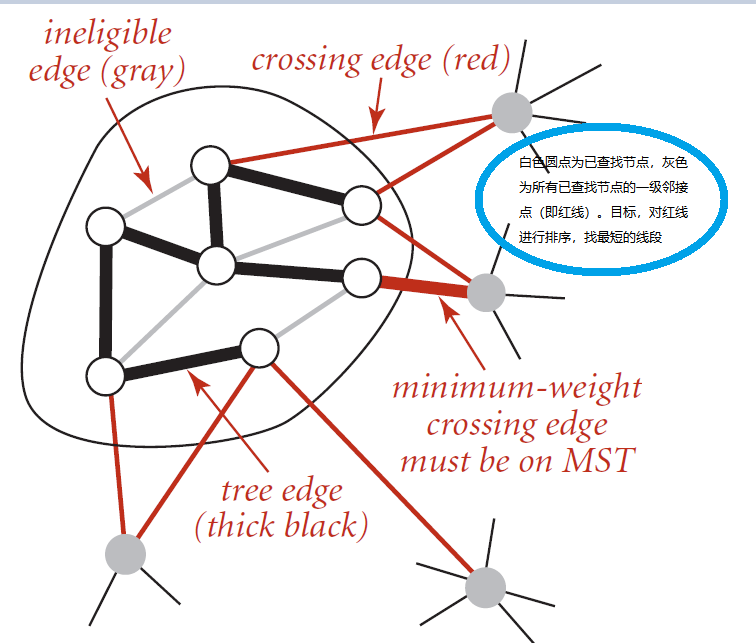 ineligible
edge (gray)
crossing edge (red)
白色圆点为已查找节点，灰色
为所有已查找节点的一级邻接
点（即红线）。目标，对红线
进行排序，找最短的线段
minimum-weight
crossing edge
must be on MST
tree edge
(thick black)